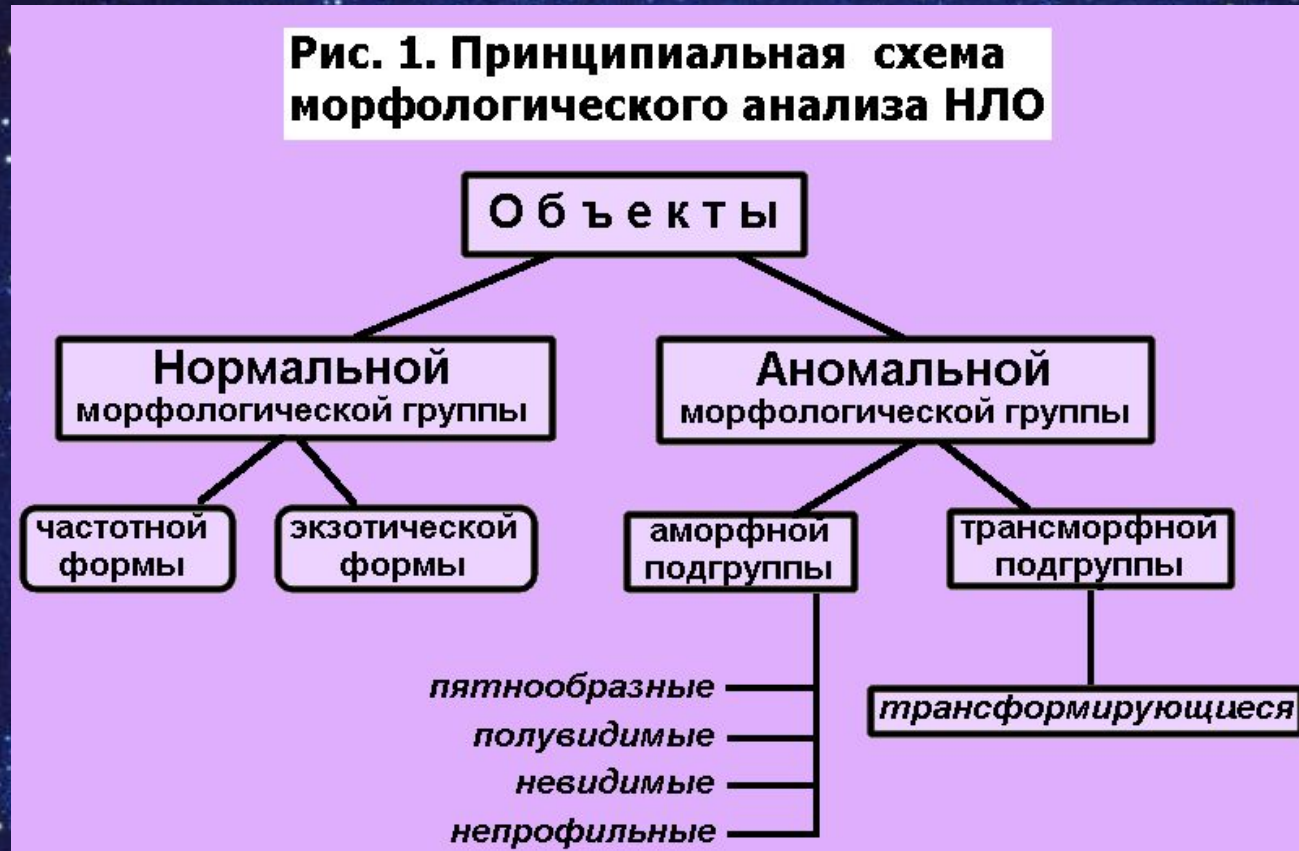 Рис. 1. Принципиальная схема
морфологического анализа НЛО
О б ъ е к т ы
Нормальной
морфологической группы
Аномальной
морфологической группы
частотной
формы
экзотической
формы
аморфной
подгруппы
трансморфной
подгруппы
пятнообразные
полувидимые
невидимые
непрофильные
трансформирующиеся